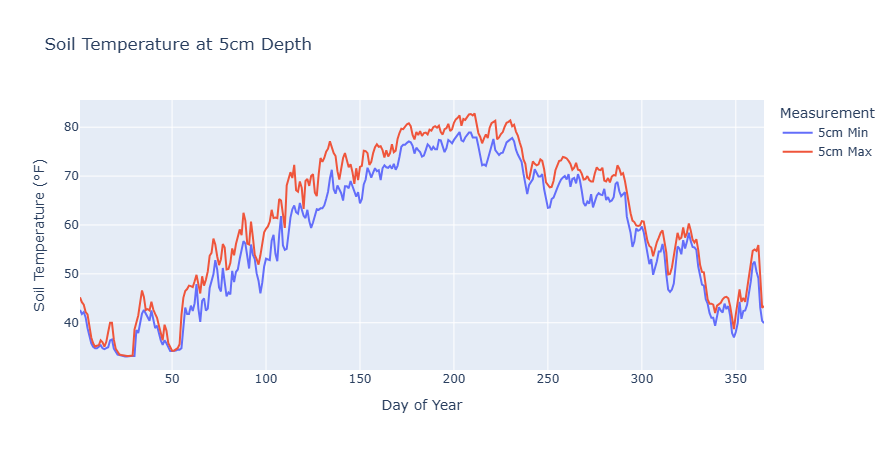 Soil Temperature at 5cm Depth
Measurement
5cm Min
5cm Max
Soil Temperature (°F)
80
70
60
50
40
50
100
150
200
250
300
350
Day of Year